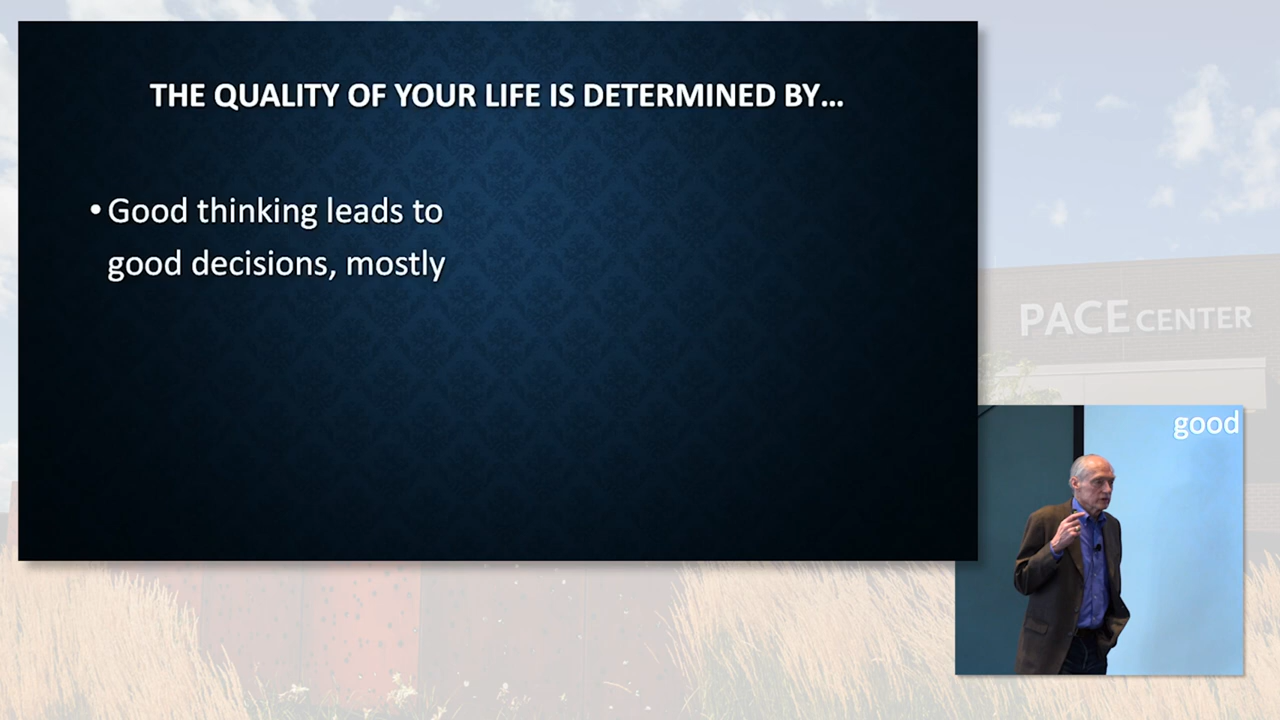 THE QUALITY OF YOUR LIFE IS DETERMINED BY…
• Good thinking leads to
good decisions, mostly
PACE CENTER
good